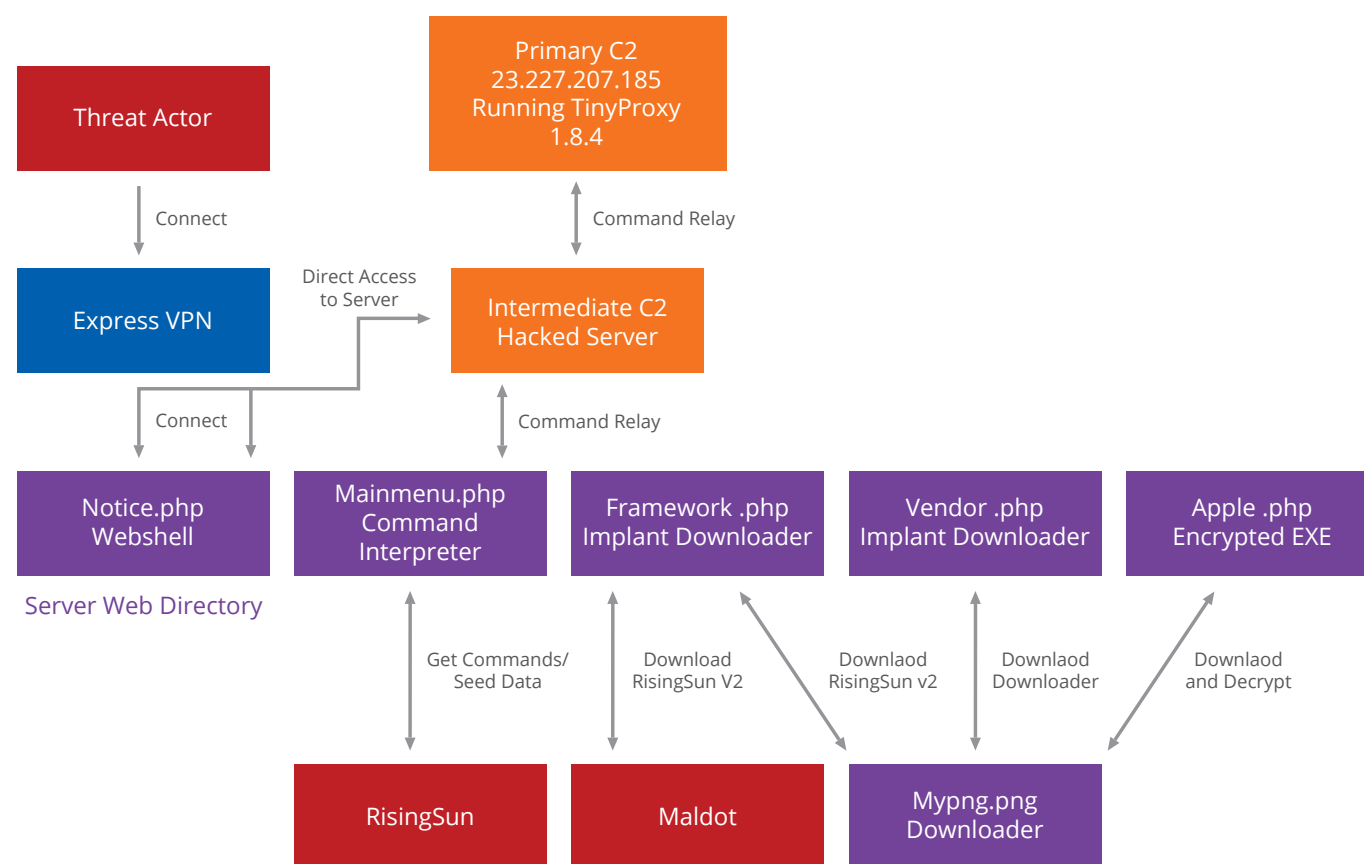 Threat Actor
Primary C2
23.227.207.185
Running TinyProxy
1.8.4
Connect
Command Relay
Express VPN
Direct Access
to Server
Intermediate C2
Hacked Server
Connect
Command Relay
Notice.php
Webshell
Mainmenu.php
Command
Interpreter
Framework .php
Implant Downloader
Vendor .php
Implant Downloader
Apple .php
Encrypted EXE
Server Web Directory
Get Commands/
Seed Data
Download
RisingSun V2
Downlaod
RisingSun v2
Downlaod
Downloader
Downlaod
and Decrypt
RisingSun
Maldot
Mypng.png
Downloader